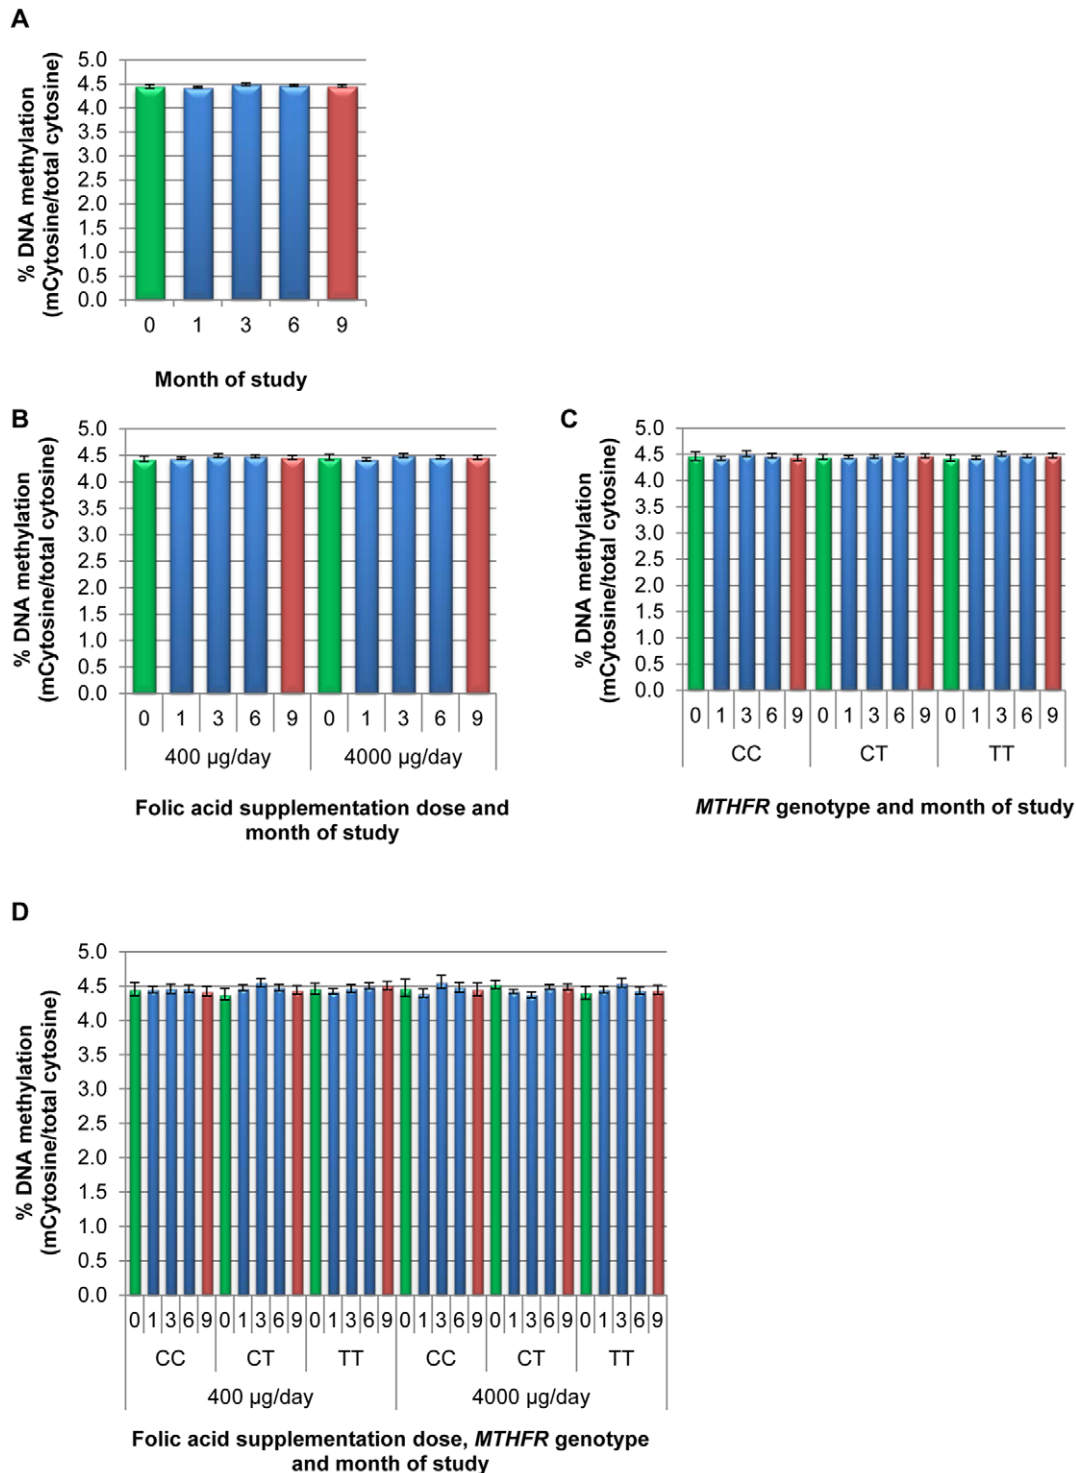 A
% DNA methylation
(mCytosine/total cytosine)
5.0
4.5
4.0
3.5
3.0
2.5
2.0
1.5
1.0
0.5
0.0
0 1 3 6 9
Month of study
B
% DNA methylation
(mCytosine/total cytosine)
5.0
4.5
4.0
3.5
3.0
2.5
2.0
1.5
1.0
0.5
0.0
0 1 3 6 9 0 1 3 6 9
400 µg/day 4000 µg/day
Folic acid supplementation dose and
month of study
C
% DNA methylation
(mCytosine/total cytosine)
5.0
4.5
4.0
3.5
3.0
2.5
2.0
1.5
1.0
0.5
0.0
0 1 3 6 9 0 1 3 6 9 0 1 3 6 9
CC CT TT
MTHFR genotype and month of study
D
% DNA methylation
(mCytosine/total cytosine)
5.0
4.5
4.0
3.5
3.0
2.5
2.0
1.5
1.0
0.5
0.0
0 1 3 6 9 0 1 3 6 9 0 1 3 6 9 0 1 3 6 9 0 1 3 6 9 0 1 3 6 9
CC CT TT CC CT TT
400 µg/day 4000 µg/day
Folic acid supplementation dose, MTHFR genotype
and month of study